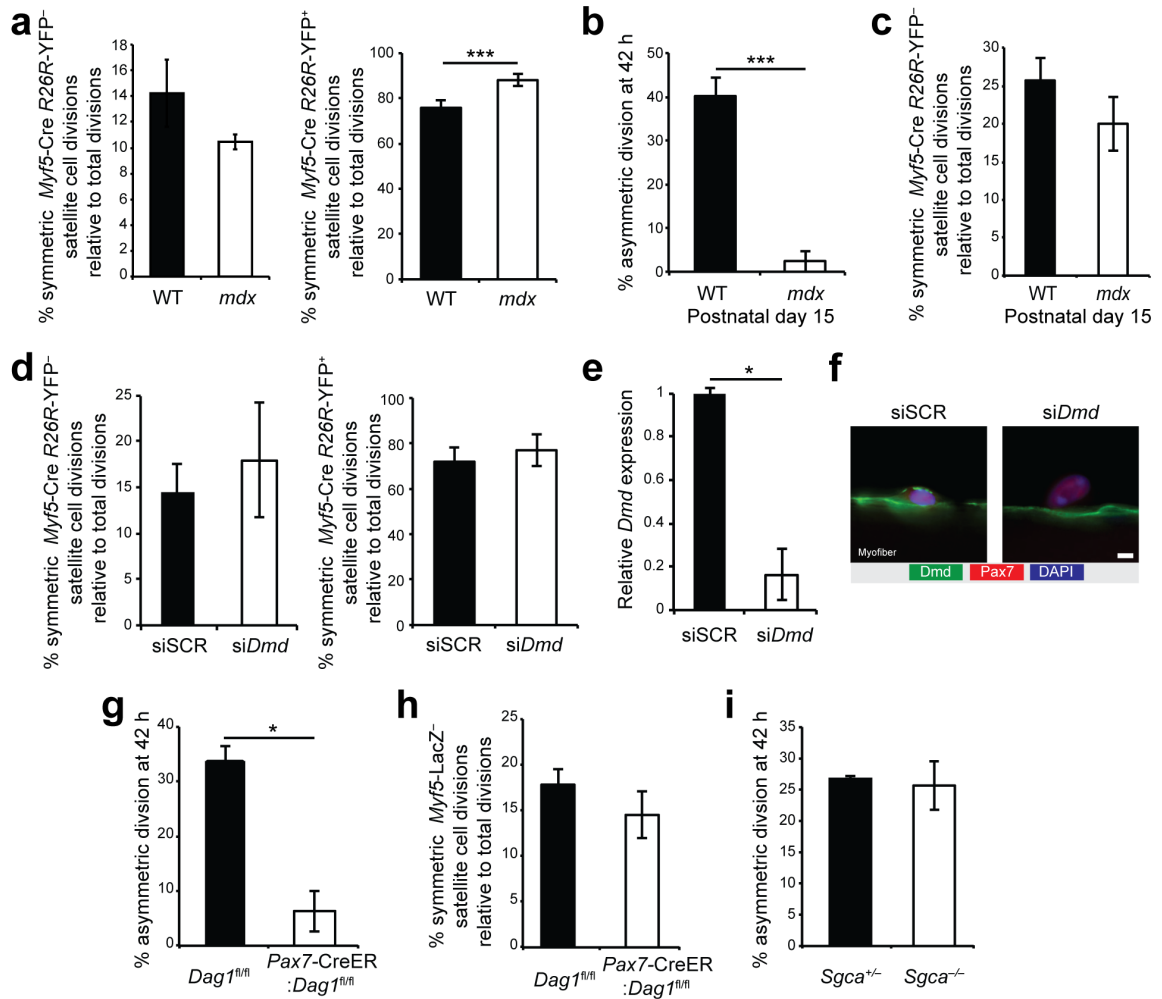 a
% symmetric Myf5-Cre R26R-YFP⁻
satellite cell divisions
relative to total divisions
18
16
14
12
10
8
6
4
2
0
WT
mdx
% symmetric Myf5-Cre R26R-YFP⁺
satellite cell divisions
relative to total divisions
100
80
60
40
20
0
***
WT
mdx
b
% asymmetric divsion at 42 h
50
40
30
20
10
0
***
WT
mdx
Postnatal day 15
c
% symmetric Myf5-Cre R26R-YFP⁻
satellite cell divisions
relative to total divisions
30
25
20
15
10
5
0
WT
mdx
Postnatal day 15
d
% symmetric Myf5-Cre R26R-YFP⁻
satellite cell divisions
relative to total divisions
25
20
15
10
5
0
siSCR
siDmd
% symmetric Myf5-Cre R26R-YFP⁺
satellite cell divisions
relative to total divisions
100
80
60
40
20
0
siSCR
siDmd
e
Relative Dmd expression
1
0.8
0.6
0.4
0.2
0
*
siSCR
siDmd
f
siSCR
siDmd
Myofiber
Dmd
Pax7
DAPI
g
% asymmetric divsion at 42 h
40
30
20
10
0
*
Dag1fl/fl
Pax7-CreER
:Dag1fl/fl
h
% symmetric Myf5-LacZ⁻
satellite cell divisions
relative to total divisions
25
20
15
10
5
0
Dag1fl/fl
Pax7-CreER
:Dag1fl/fl
i
% asymmetric divsion at 42 h
35
30
25
20
15
10
5
0
Sgca⁺/⁻
Sgca⁻/⁻